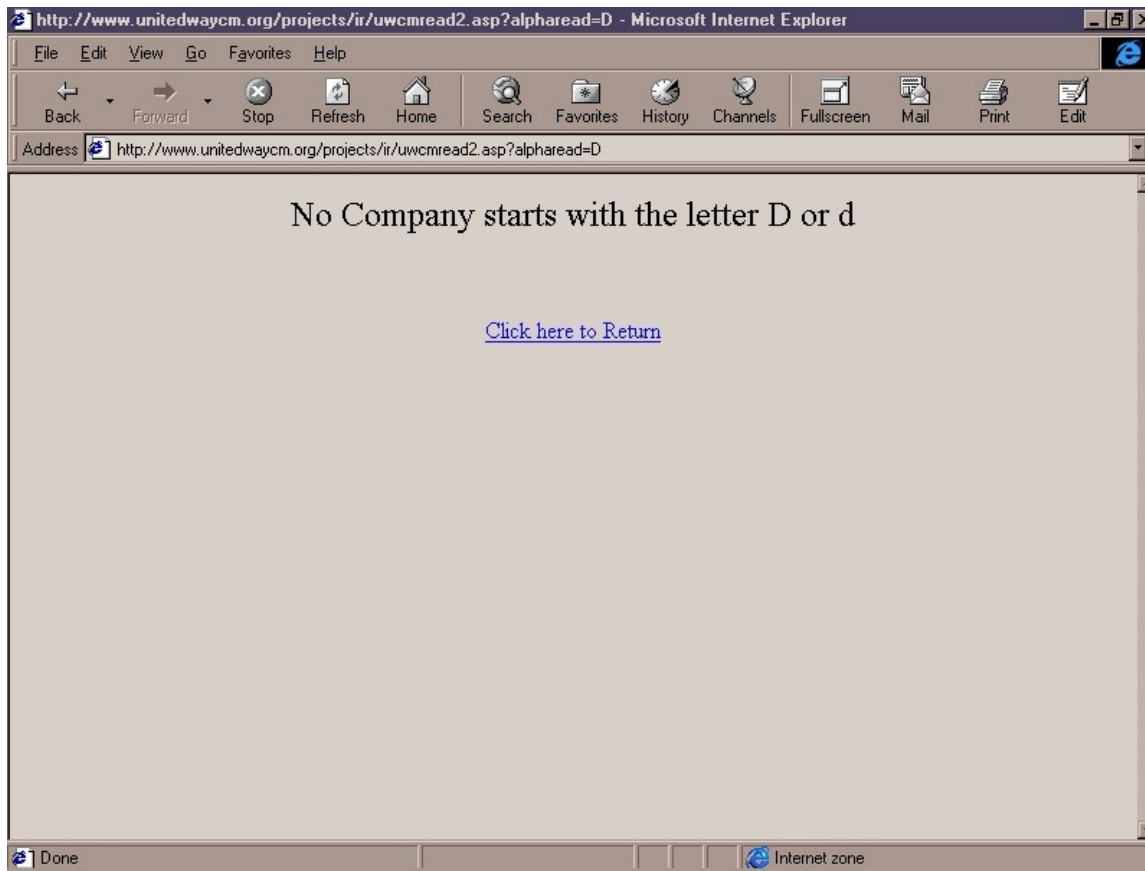 http://www.unitedwaycm.org/projects/ir/uwcmread2.asp?alpharead=D - Microsoft Internet Explorer
File Edit View Go Favorites Help
Back Forward Stop Refresh Home Search Favorites History Channels Fullscreen Mail Print Edit
Address http://www.unitedwaycm.org/projects/ir/uwcmread2.asp?alpharead=D
No Company starts with the letter D or d
Click here to Return
Done Internet zone